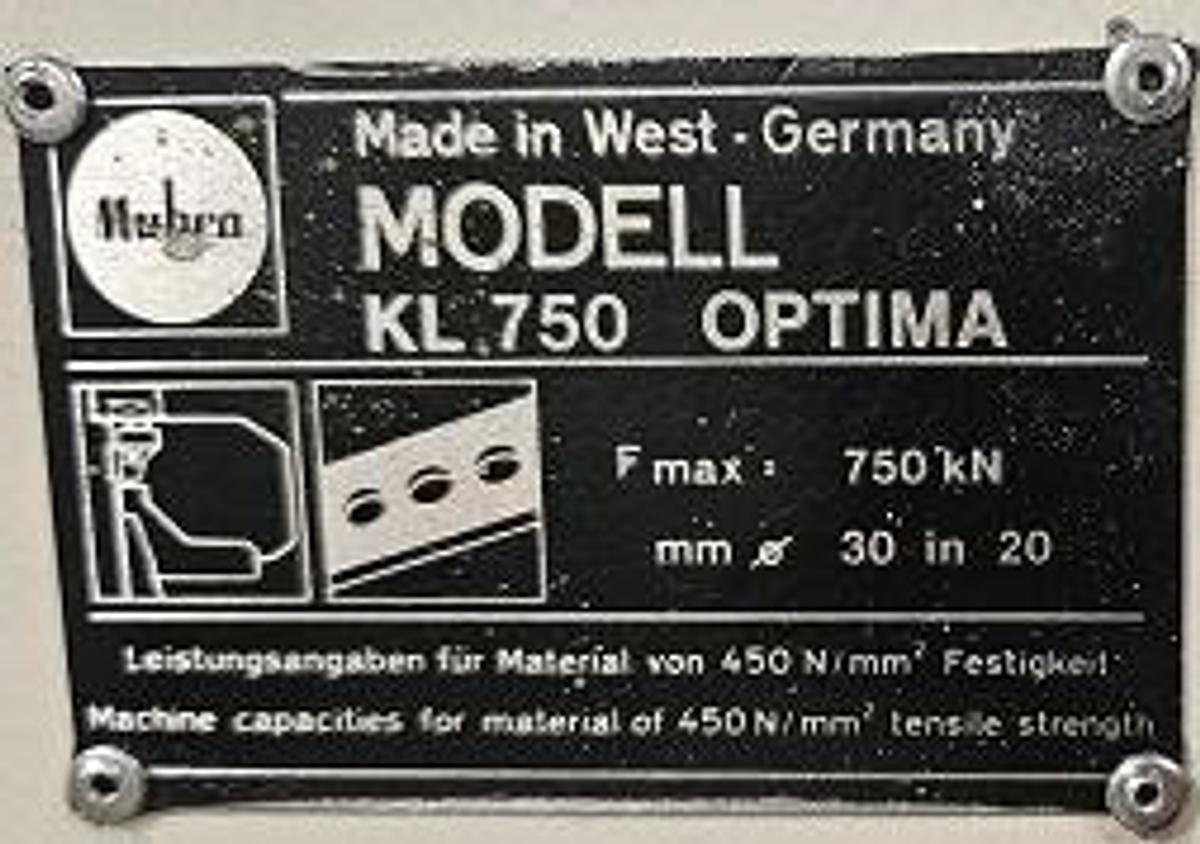 Mubea
Made in West - Germany
MODELL
KL 750 OPTIMA
F max : 750 kN
mm ø 30 in 20
Leistungsangaben für Material von 450 N/mm² Festigkeit
Machine capacities for material of 450 N/mm² tensile strength